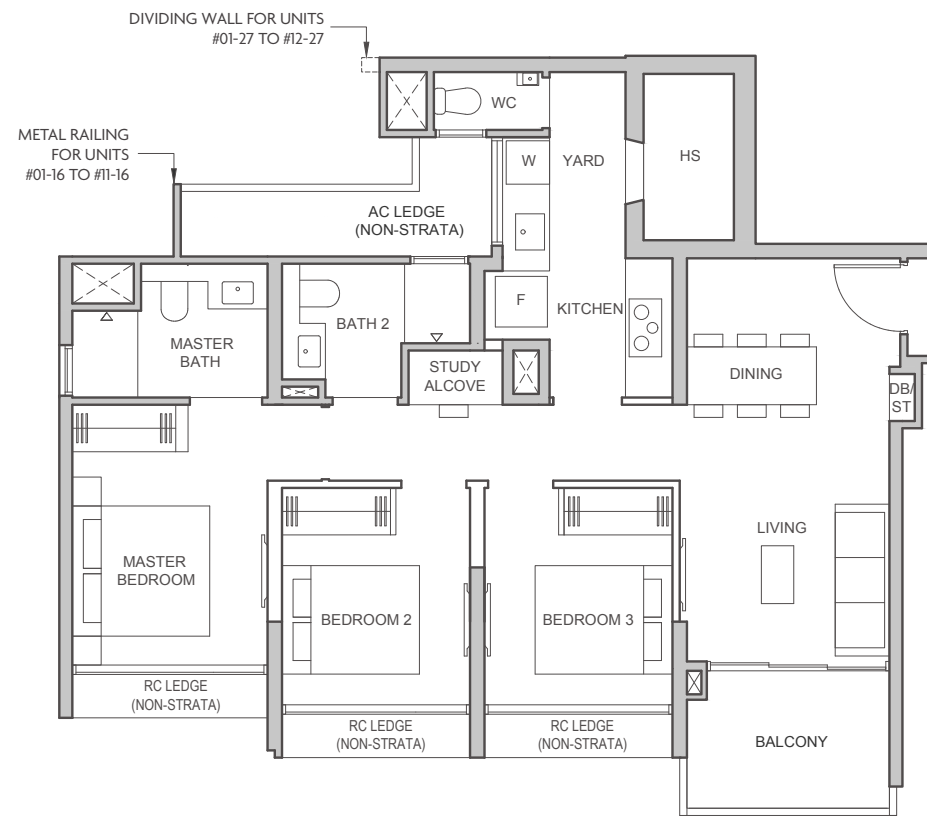 DIVIDING WALL FOR UNITS
#01-27 TO #12-27
METAL RAILING
FOR UNITS
#01-16 TO #11-16
WC
W
YARD
HS
AC LEDGE
(NON-STRATA)
F
KITCHEN
MASTER
BATH
BATH 2
STUDY
ALCOVE
DINING
DB/
ST
MASTER
BEDROOM
BEDROOM 2
BEDROOM 3
LIVING
RC LEDGE
(NON-STRATA)
RC LEDGE
(NON-STRATA)
RC LEDGE
(NON-STRATA)
BALCONY